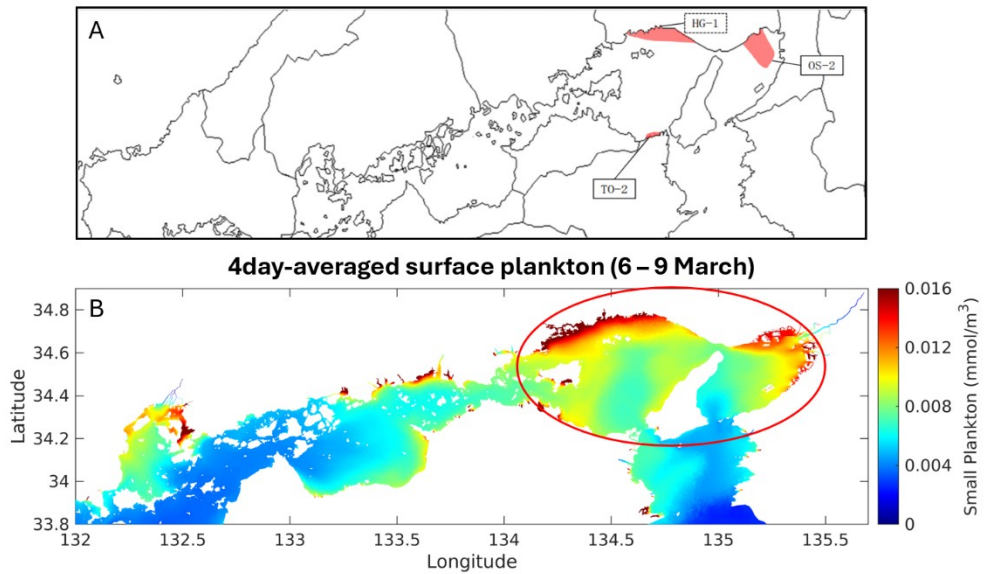 A
HG-1
OS-2
TO-2
4day-averaged surface plankton (6 – 9 March)
B
34.8
34.6
34.4
34.2
34
33.8
Latitude
132
132.5
133
133.5
134
134.5
135
135.5
Longitude
0.016
0.012
0.008
0.004
0
Small Plankton (mmol/m³)